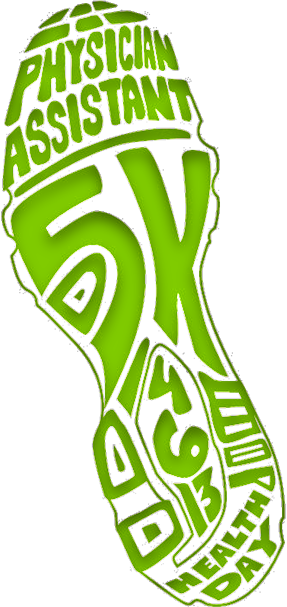 PHYSICIAN
ASSISTANT
5K
4
6
13
HEALTH
DAY